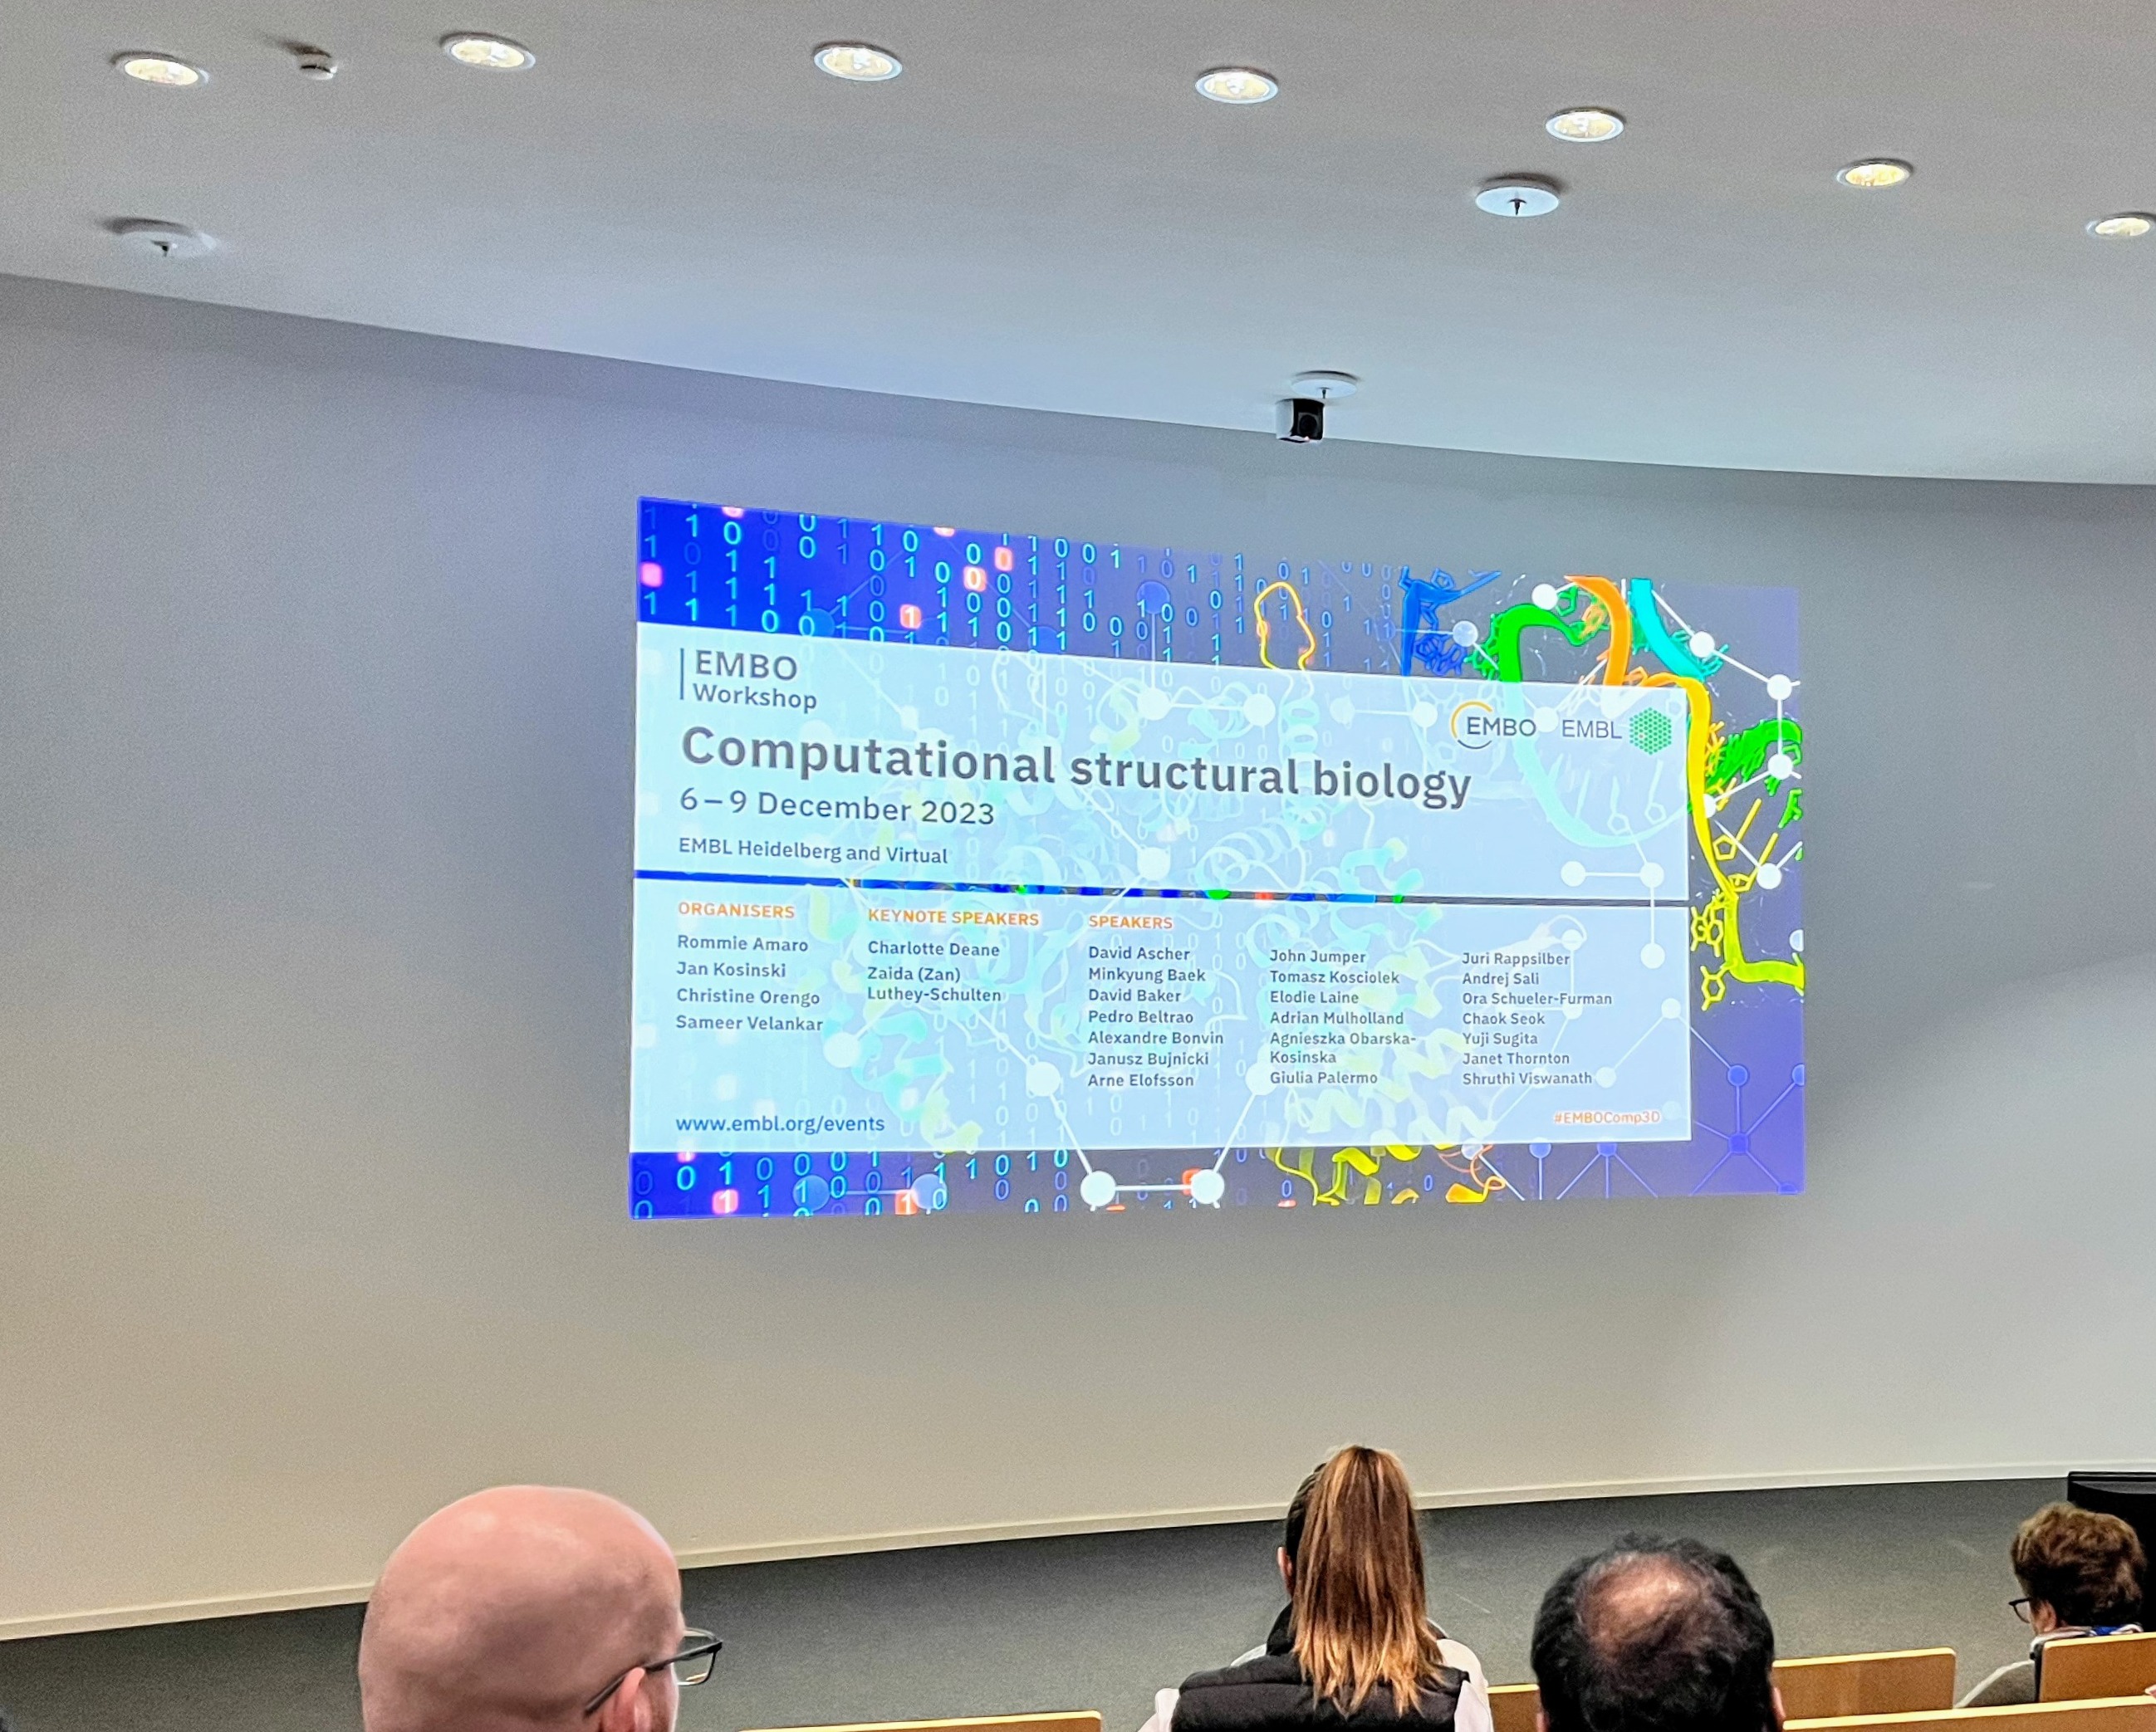 EMBO
Workshop
EMBO EMBL
Computational structural biology
6 – 9 December 2023
EMBL Heidelberg and Virtual
ORGANISERS
Rommie Amaro
Jan Kosinski
Christine Orengo
Sameer Velankar
KEYNOTE SPEAKERS
Charlotte Deane
Zaida (Zan)
Luthey-Schulten
SPEAKERS
David Ascher
Minkyung Baek
David Baker
Pedro Beltrao
Alexandre Bonvin
Janusz Bujnicki
Arne Elofsson
John Jumper
Tomasz Kosciolek
Elodie Laine
Adrian Mulholland
Agnieszka Obarska-
Kosinska
Giulia Palermo
Juri Rappsilber
Andrej Sali
Ora Schueler-Furman
Chaok Seok
Yuji Sugita
Janet Thornton
Shruthi Viswanath
www.embl.org/events
#EMBOComp3D